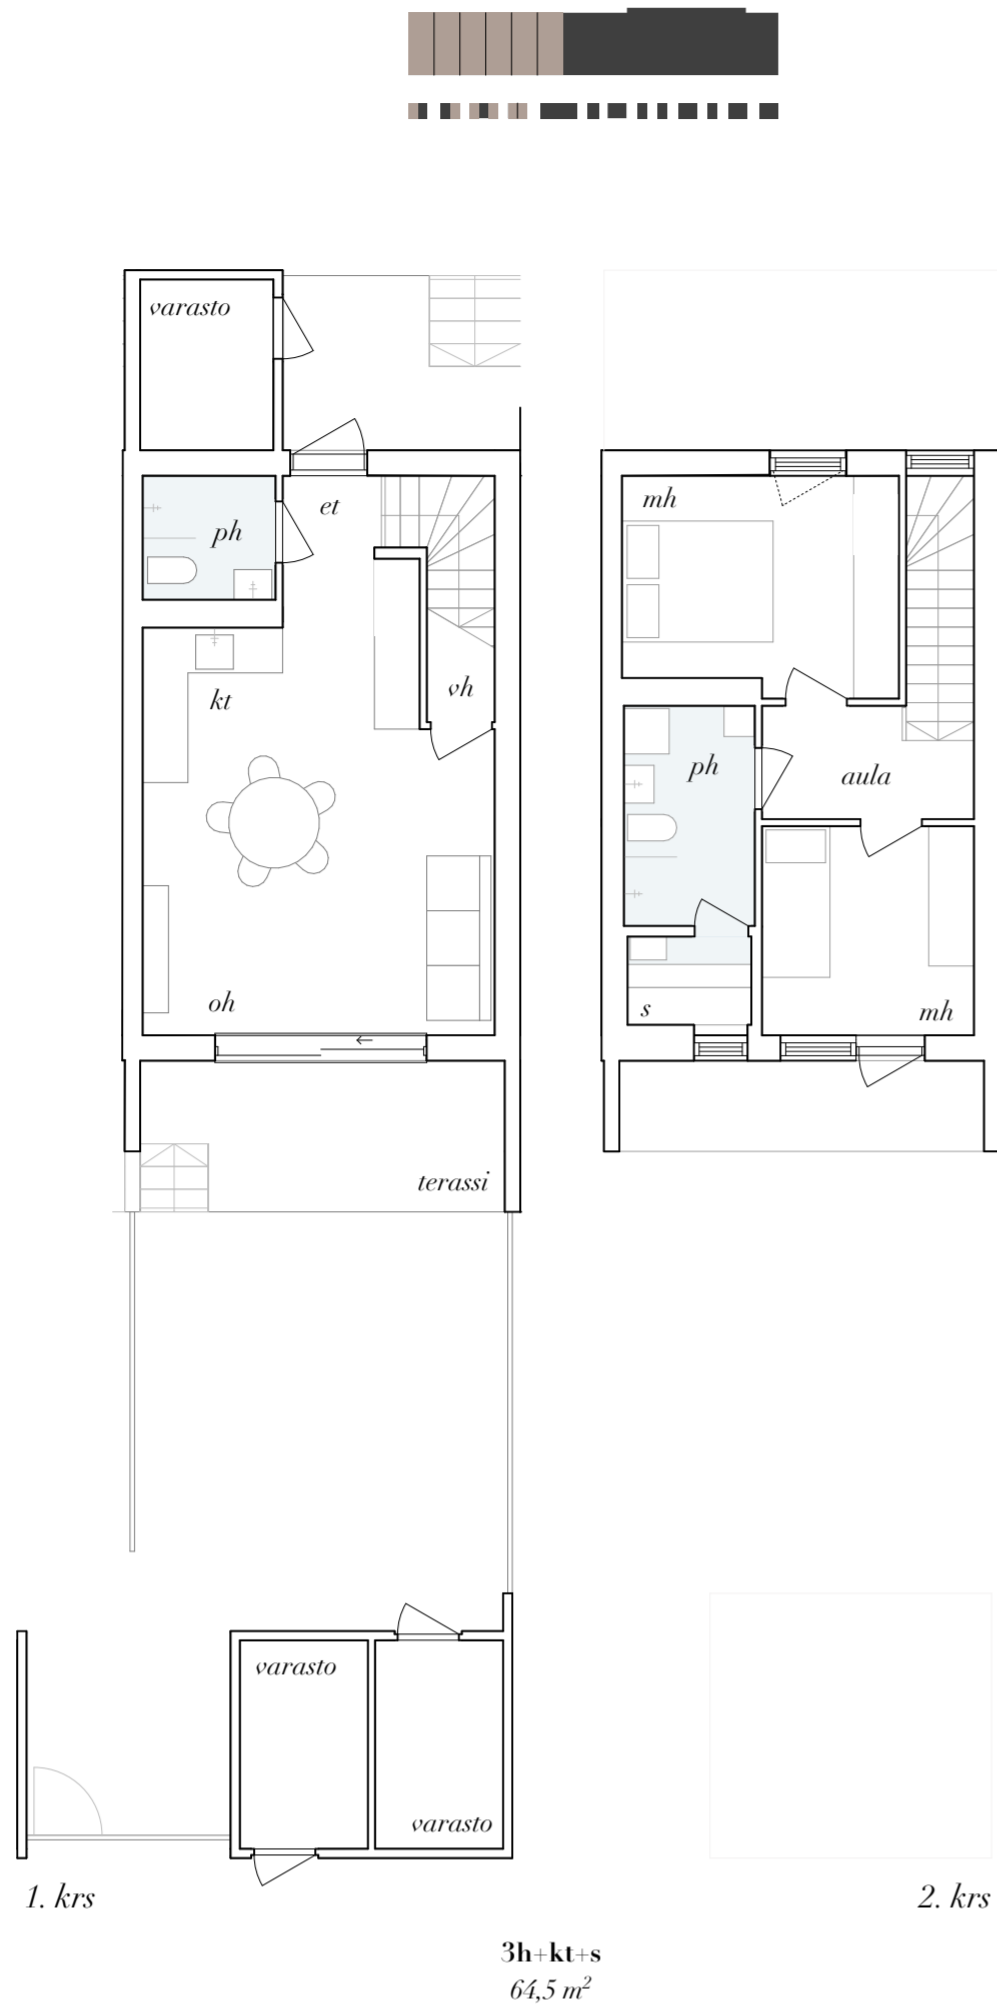 varasto
et
ph
mh
vh
kt
ph
aula
oh
s
mh
terassi
varasto
varasto
1. krs
2. krs
3h+kt+s
64,5 m²